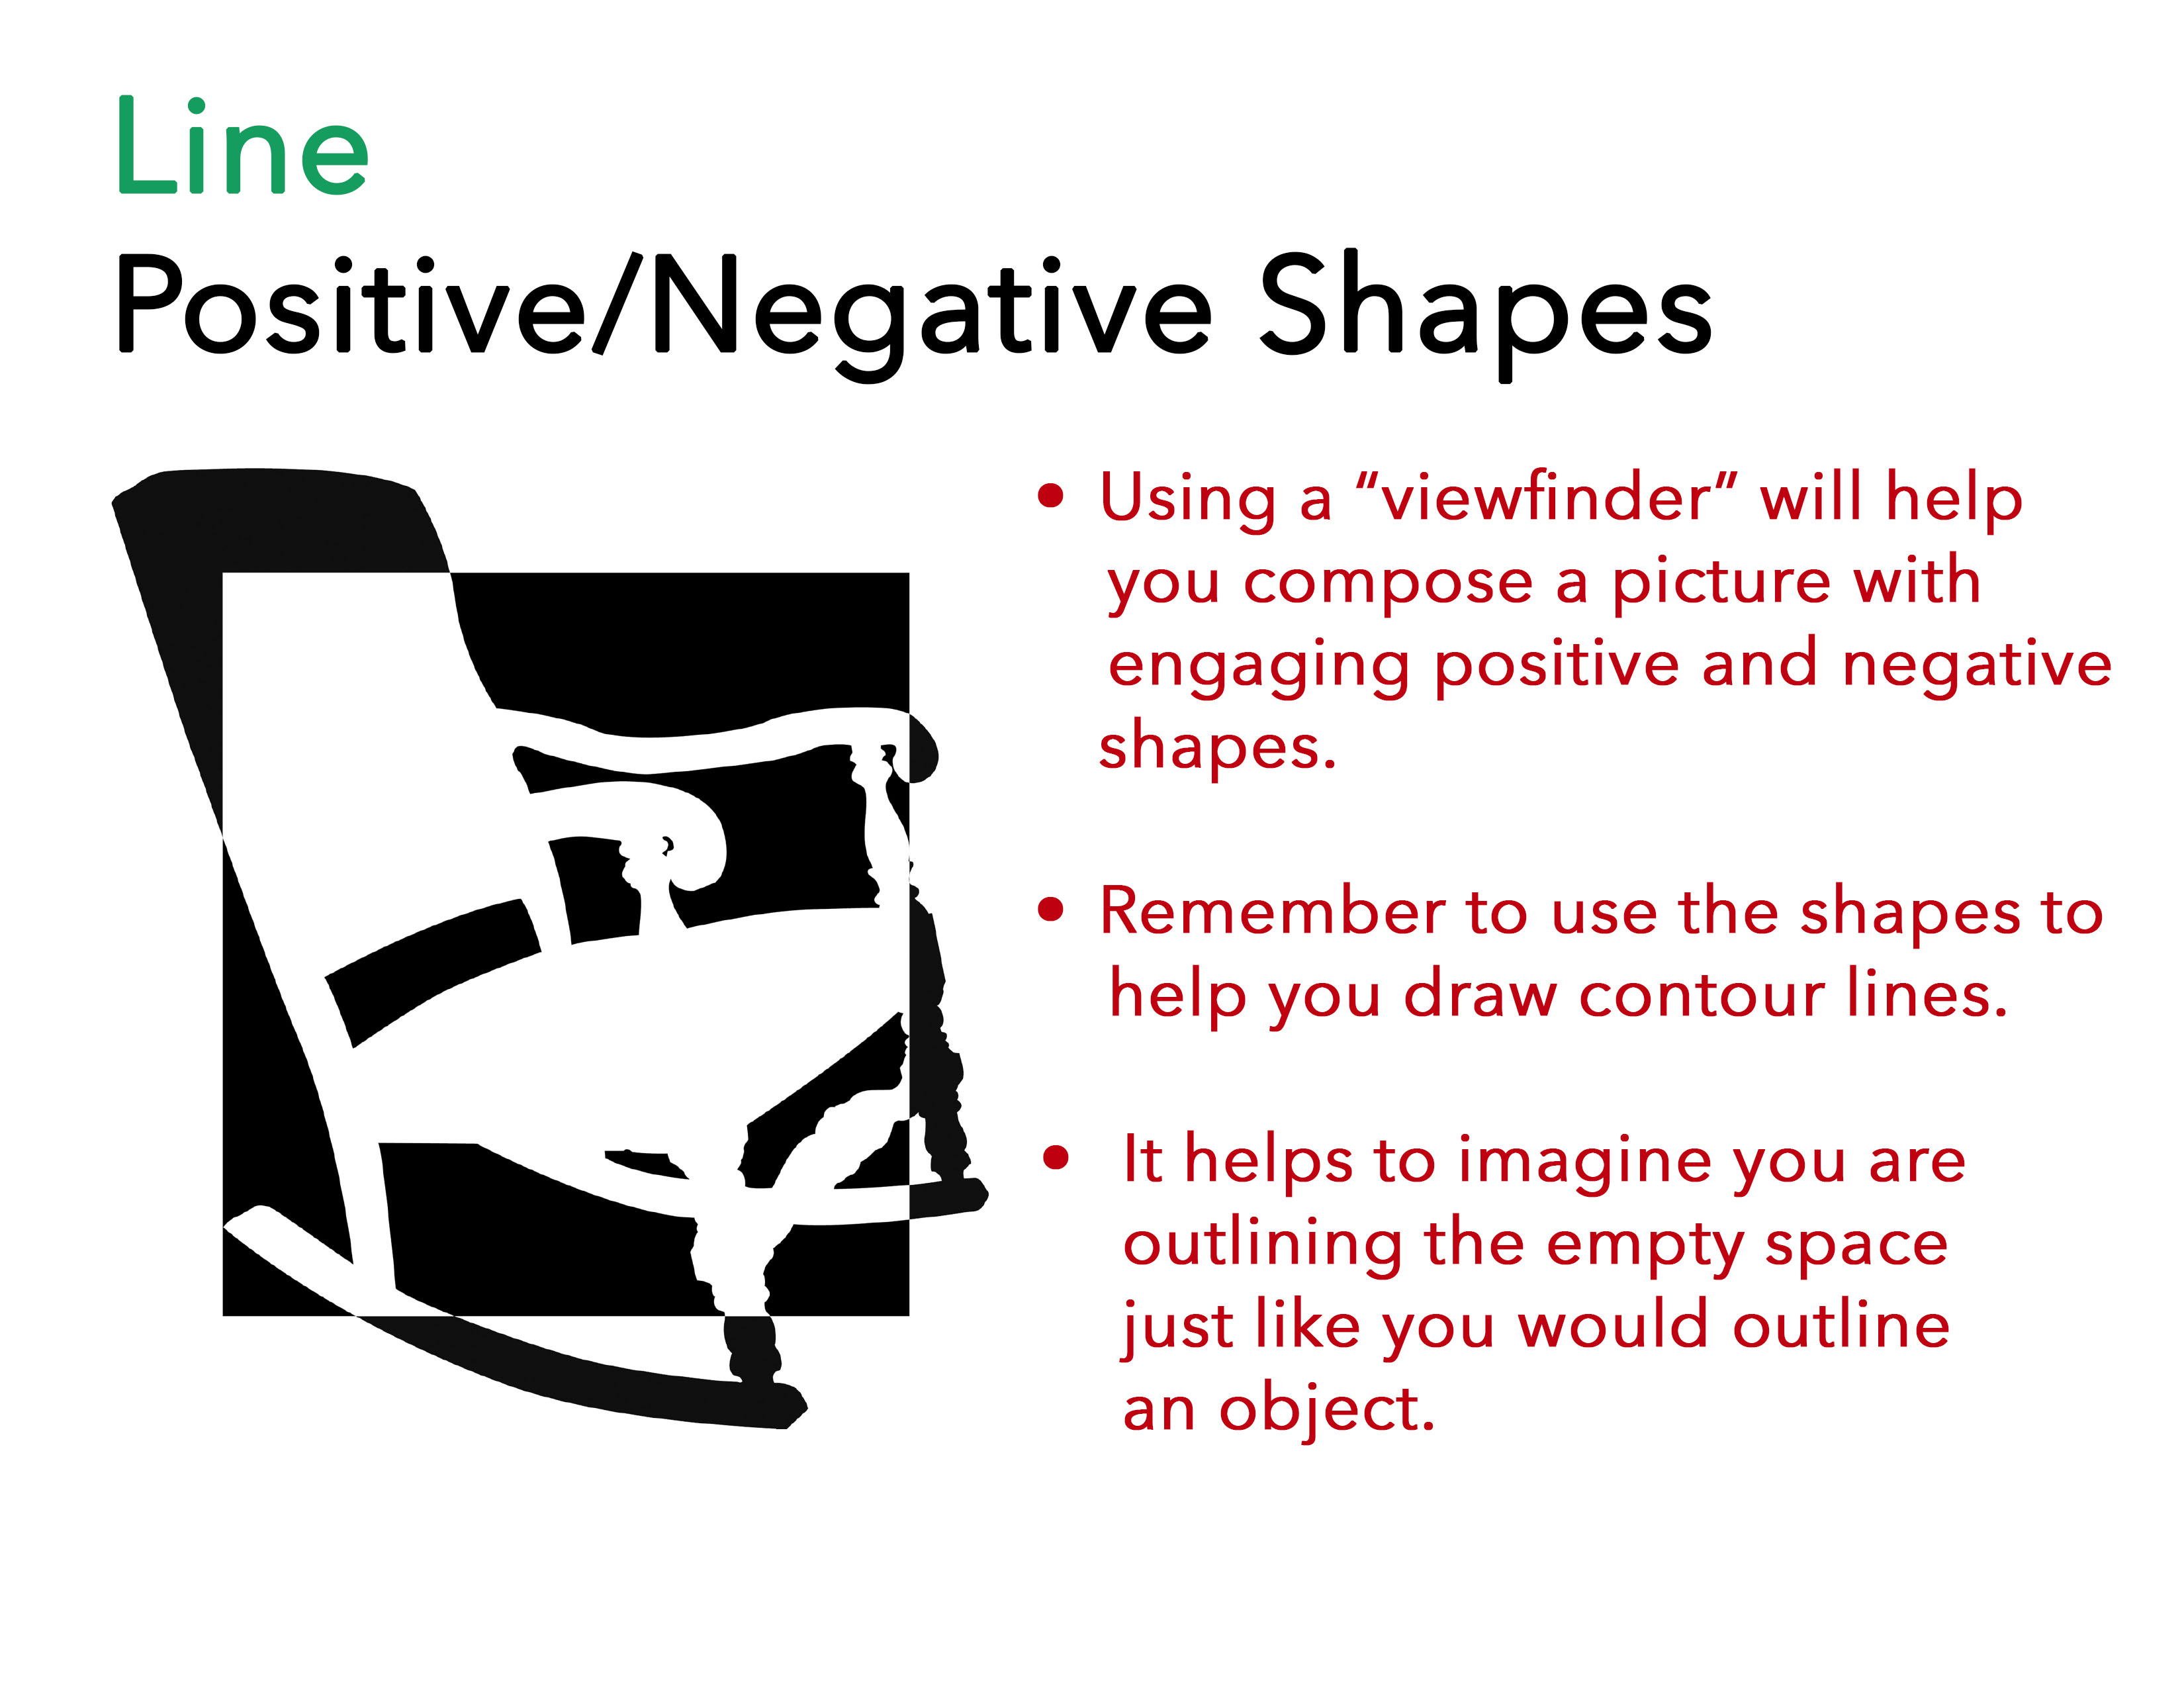 Line
Positive/Negative Shapes
• Using a “viewfinder” will help
you compose a picture with
engaging positive and negative
shapes.
• Remember to use the shapes to
help you draw contour lines.
• It helps to imagine you are
outlining the empty space
just like you would outline
an object.